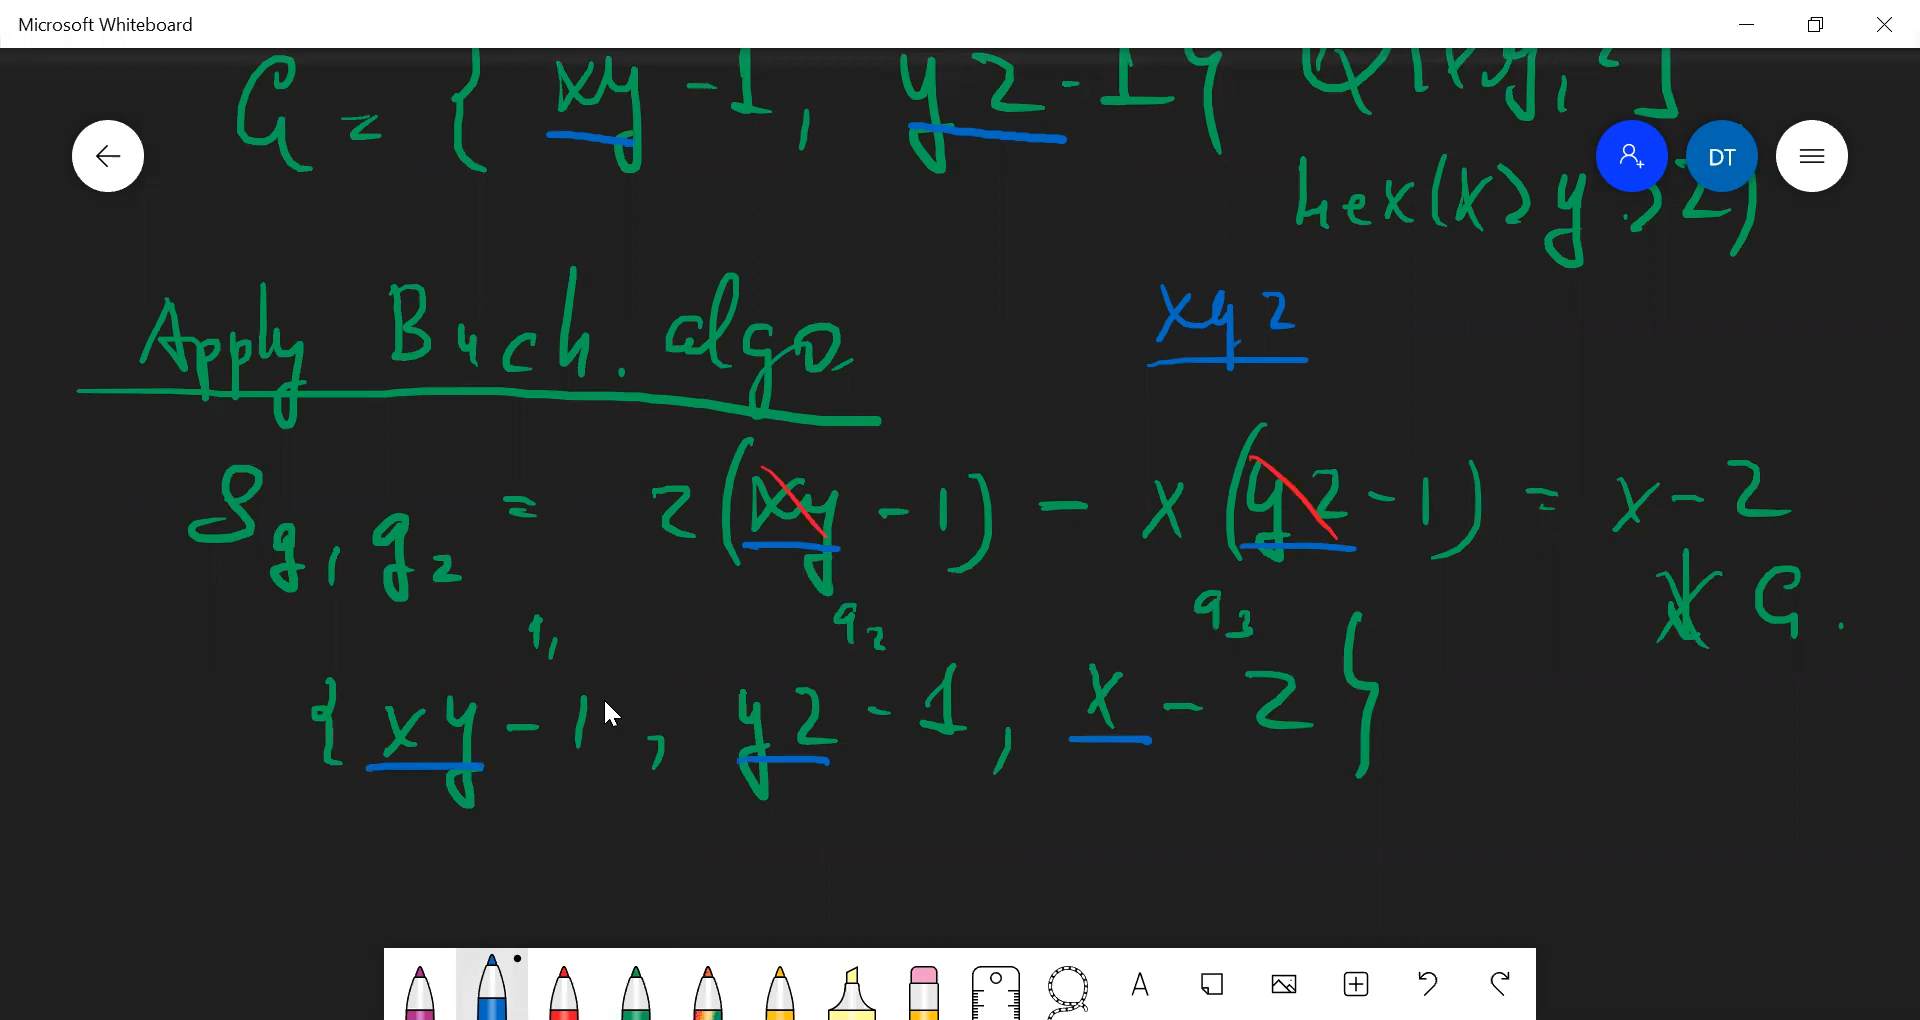 Microsoft Whiteboard
G = { xy - 1, yz - 1 } Q[x, y, z]
DT
Lex(x > y > z)
Apply Buch. algo.
xyz
S g1 g2 = z(xy - 1) - x(yz - 1) = x - z
G.
g1 g2 g3
{ xy - 1, yz - 1, x - z }
A